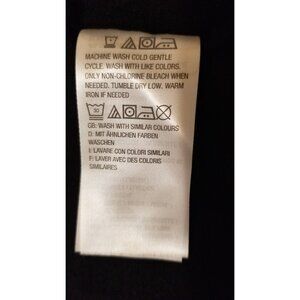 MACHINE WASH COLD GENTLE
CYCLE. WASH WITH LIKE COLORS.
ONLY NON-CHLORINE BLEACH WHEN
NEEDED. TUMBLE DRY LOW. WARM
IRON IF NEEDED
30
GB: WASH WITH SIMILAR COLOURS
D: MIT ÄHNLICHEN FARBEN
WASCHEN
I: LAVARE CON COLORI SIMILARI
F: LAVER AVEC DES COLORIS
SIMILAIRES